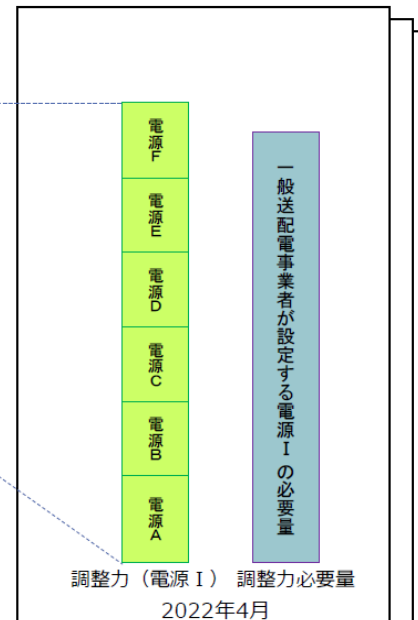 電源F
電源E
電源D
電源C
電源B
電源A
一般送配電事業者が設定する電源Ⅰの必要量
調整力（電源Ⅰ）
調整力必要量
2022年4月